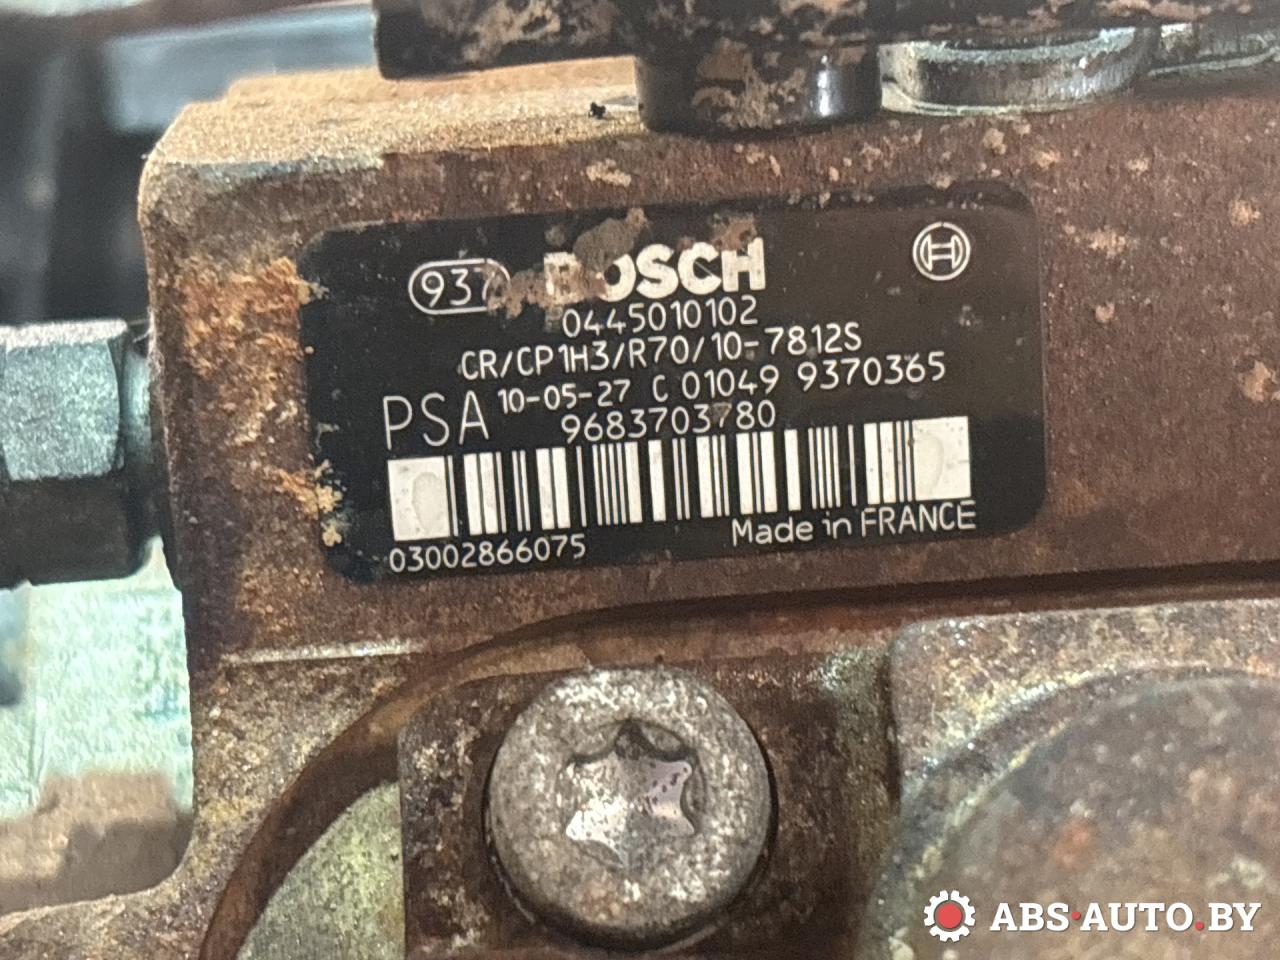 937 BOSCH
0445010102
CR/CP1H3/R70/10-7812S
PSA 10-05-27 C 01049 9370365
9683703780
03002866075 Made in FRANCE
ABS·AUTO.BY